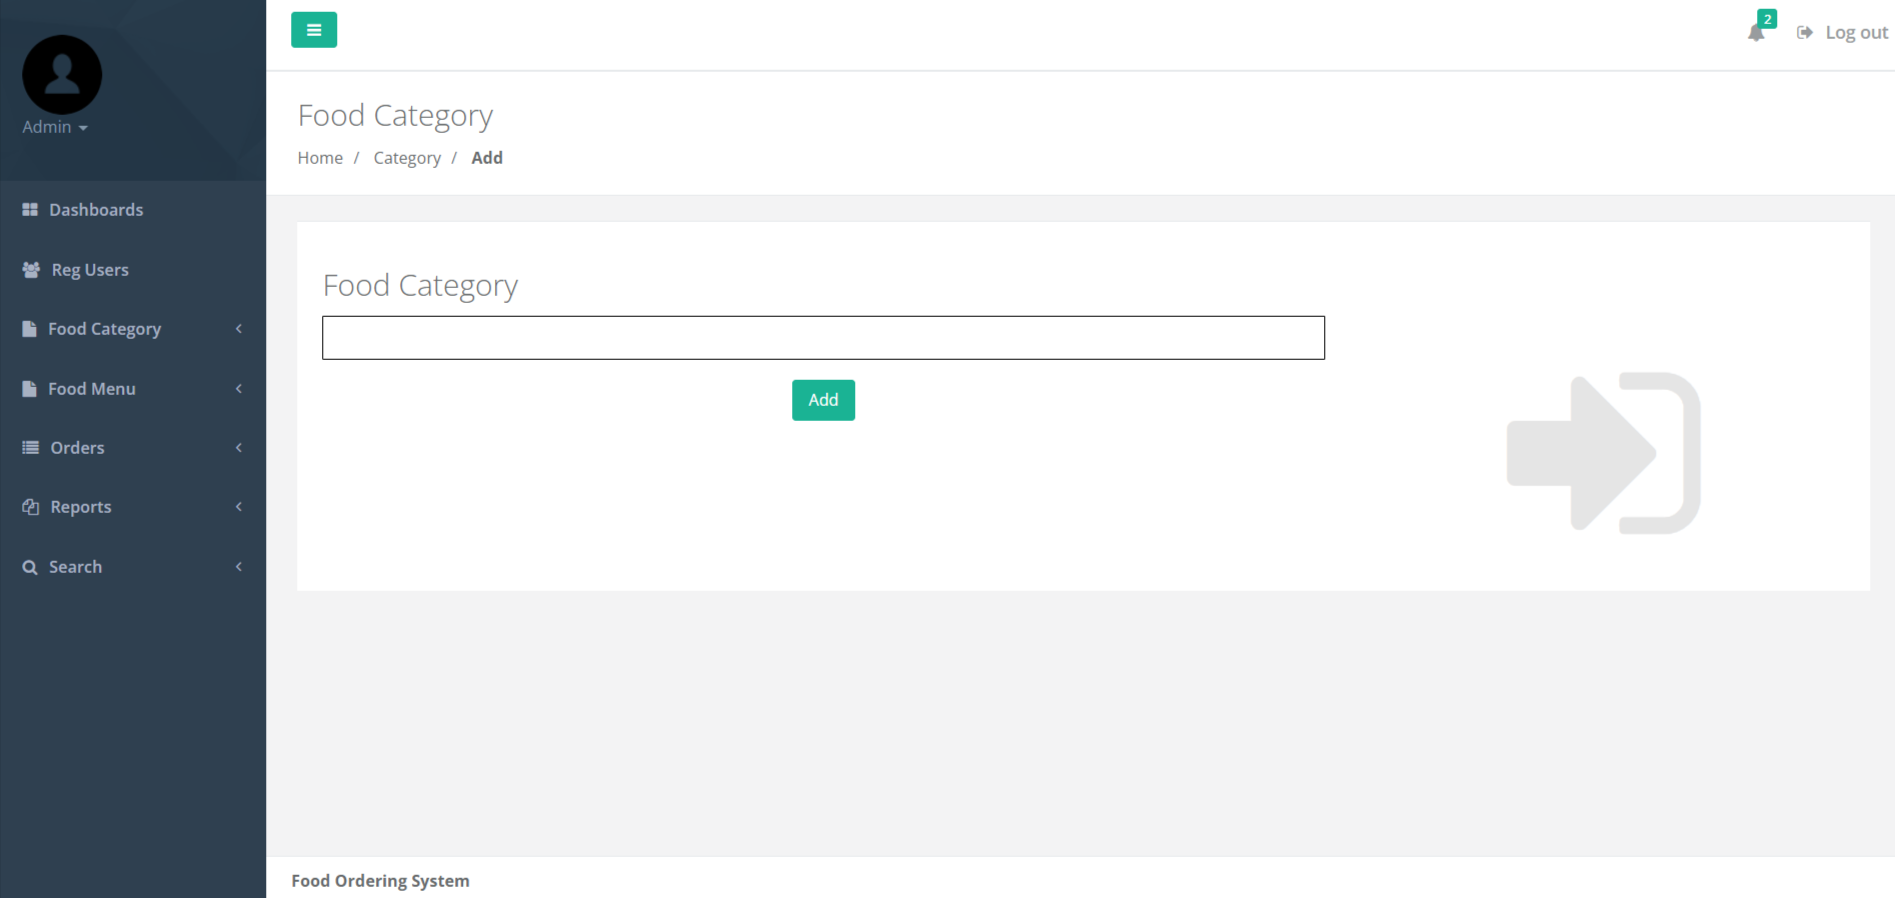 Admin
Dashboards
Reg Users
Food Category
Food Menu
Orders
Reports
Search
2
Log out
Food Category
Home / Category / Add
Food Category
Add
Food Ordering System